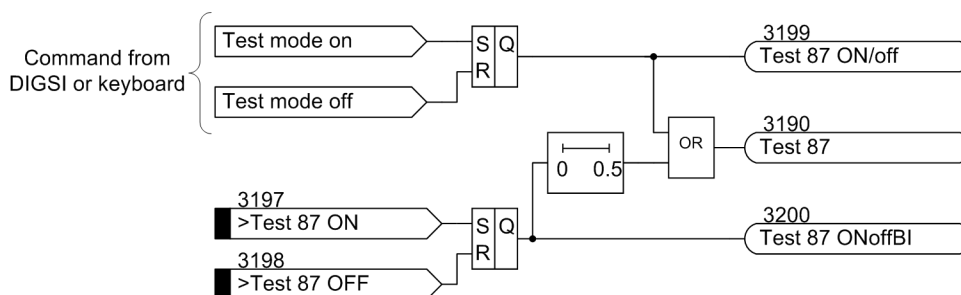 Command from
DIGSI or keyboard
Test mode on
Test mode off
S Q
R
3199
Test 87 ON/off
OR
3190
Test 87
0 0.5
3197
>Test 87 ON
3198
>Test 87 OFF
S Q
R
3200
Test 87 ONoffBI